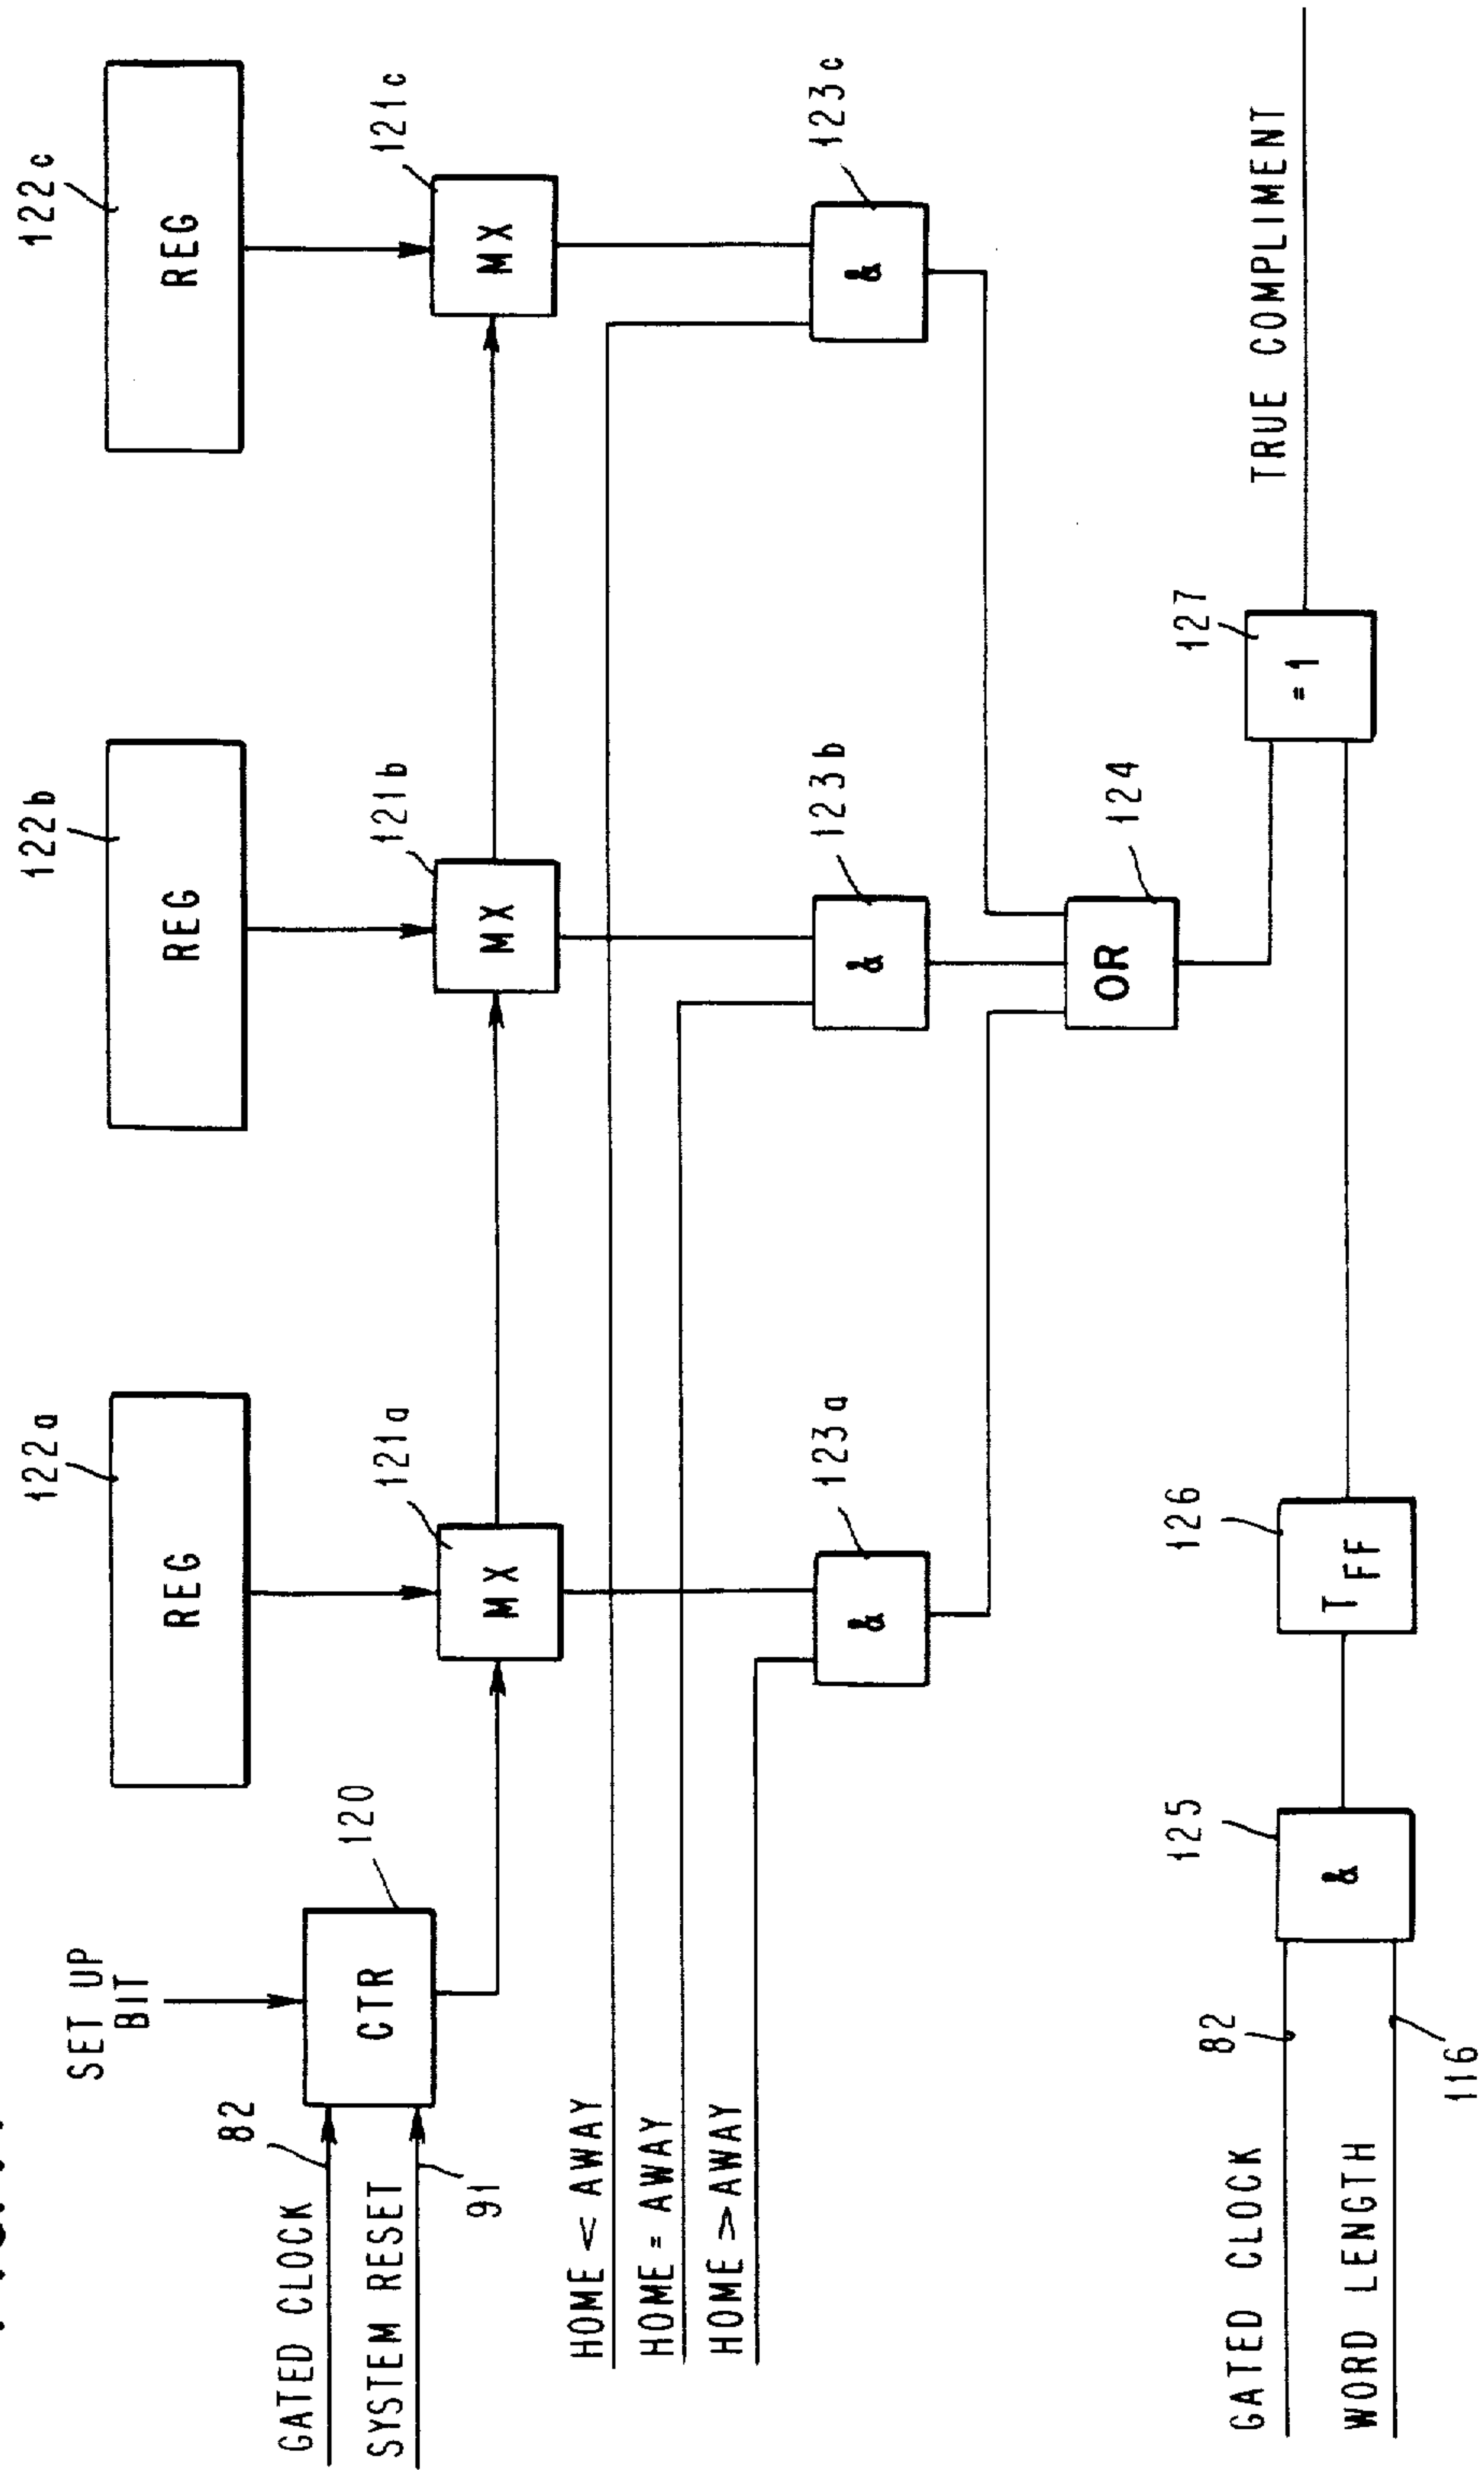 122a
122b
122c
REG
REG
REG
SET UP
BIT
120
CTR
82
GATED CLOCK
SYSTEM RESET
91
121a
121b
121c
MX
MX
MX
HOME < AWAY
HOME = AWAY
HOME > AWAY
123a
123b
123c
&
&
&
124
OR
TRUE COMPLIMENT
127
= 1
126
T
FF
125
&
82
GATED CLOCK
WORD LENGTH
116